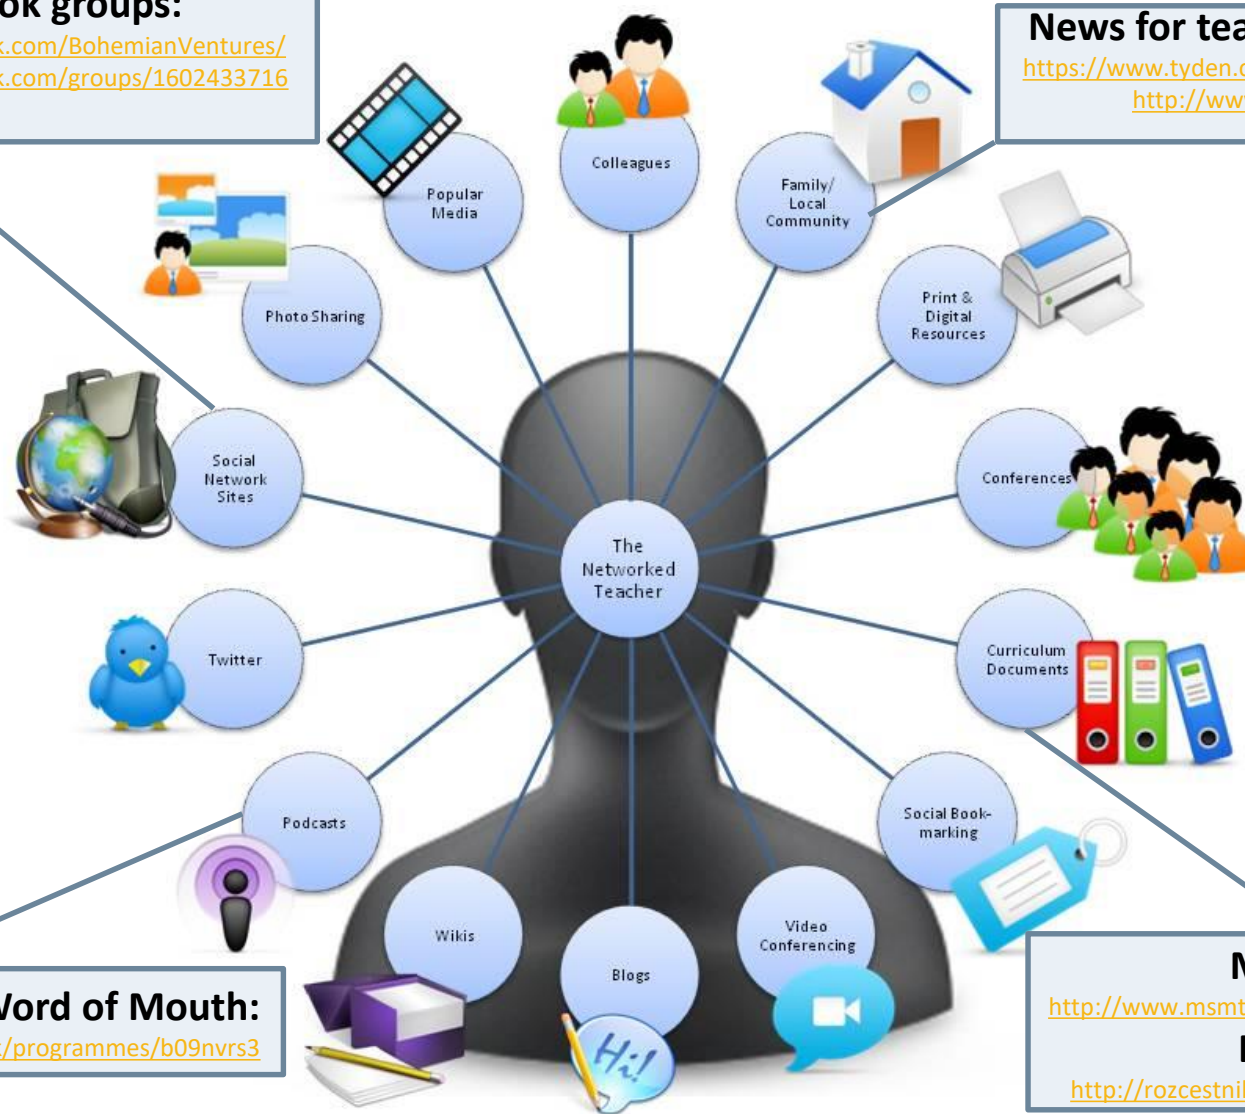 ok groups:
k.com/BohemianVentures/
k.com/groups/1602433716
News for tea
https://www.tyden.c
http://ww
Colleagues
Popular
Media
Family/
Local
Community
Photo Sharing
Print &
Digital
Resources
Social
Network
Sites
Conferences
The
Networked
Teacher
Twitter
Curriculum
Documents
Podcasts
Social Book-
marking
Wikis
Blogs
Video
Conferencing
Hi!
Word of Mouth:
k/programmes/b09nvrs3
http://www.msmt
http://rozcestnil